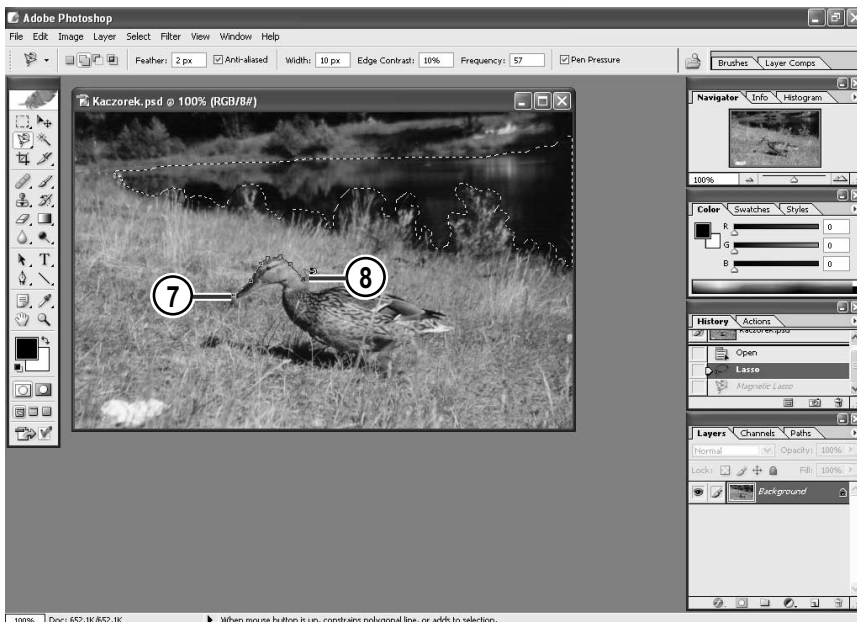 Adobe Photoshop
File Edit Image Layer Select Filter View Window Help
Feather: 2 px Anti-aliased Width: 10 px Edge Contrast: 10% Frequency: 57 Pen Pressure
Brushes Layer Comps
Kaczorek.psd @ 100% (RGB/8#)
7
8
Navigator Info Histogram
100%
Color Swatches Styles
R 0
G 0
B 0
History Actions
Kaczorek.psd
Open
Lasso
Magnetic Lasso
Layers Channels Paths
Normal Opacity: 100%
Lock: Fill: 100%
Background
100% Doc: 652,1K/652,1K When mouse button is up, constrains polygonal line, or adds to selection.